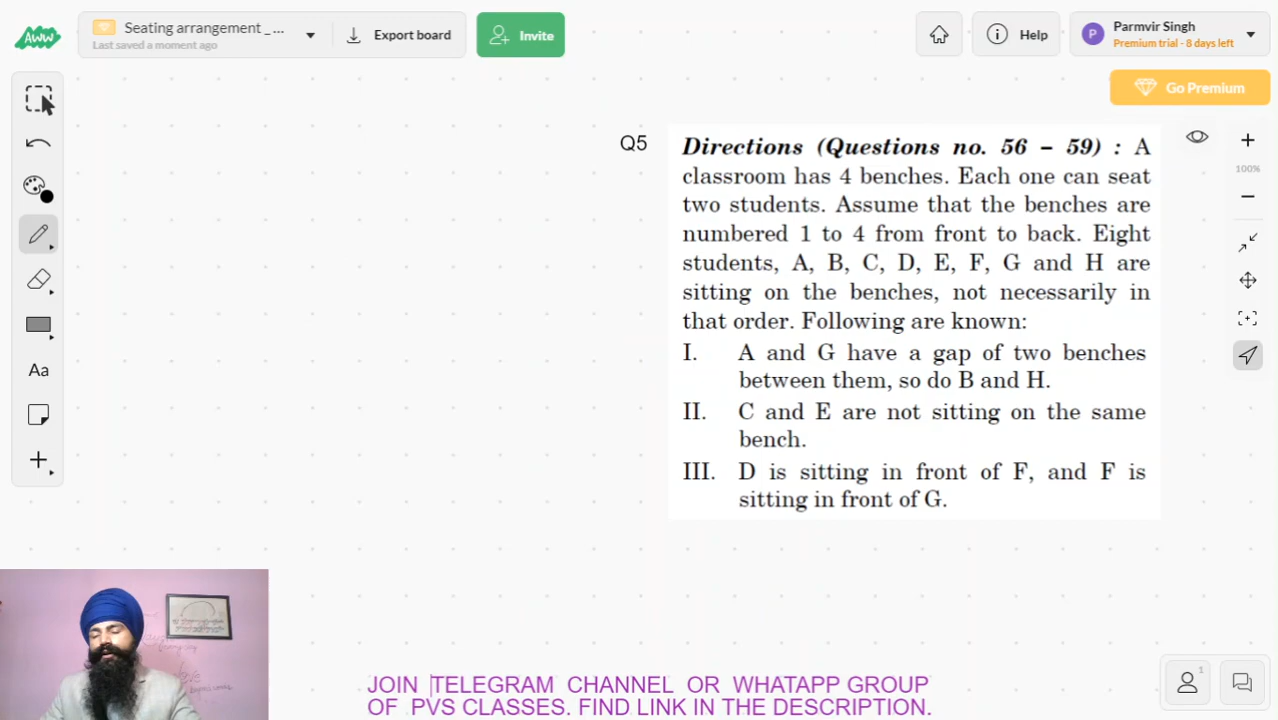 AWW
Seating arrangement _ ...
Last saved a moment ago
Export board
Invite
Help
P
Parmvir Singh
Premium trial - 8 days left
Go Premium
100%
Aa
Q5
Directions (Questions no. 56 – 59) : A
classroom has 4 benches. Each one can seat
two students. Assume that the benches are
numbered 1 to 4 from front to back. Eight
students, A, B, C, D, E, F, G and H are
sitting on the benches, not necessarily in
that order. Following are known:
I. A and G have a gap of two benches
between them, so do B and H.
II. C and E are not sitting on the same
bench.
III. D is sitting in front of F, and F is
sitting in front of G.
JOIN TELEGRAM CHANNEL OR WHATAPP GROUP
OF PVS CLASSES. FIND LINK IN THE DESCRIPTION.
1